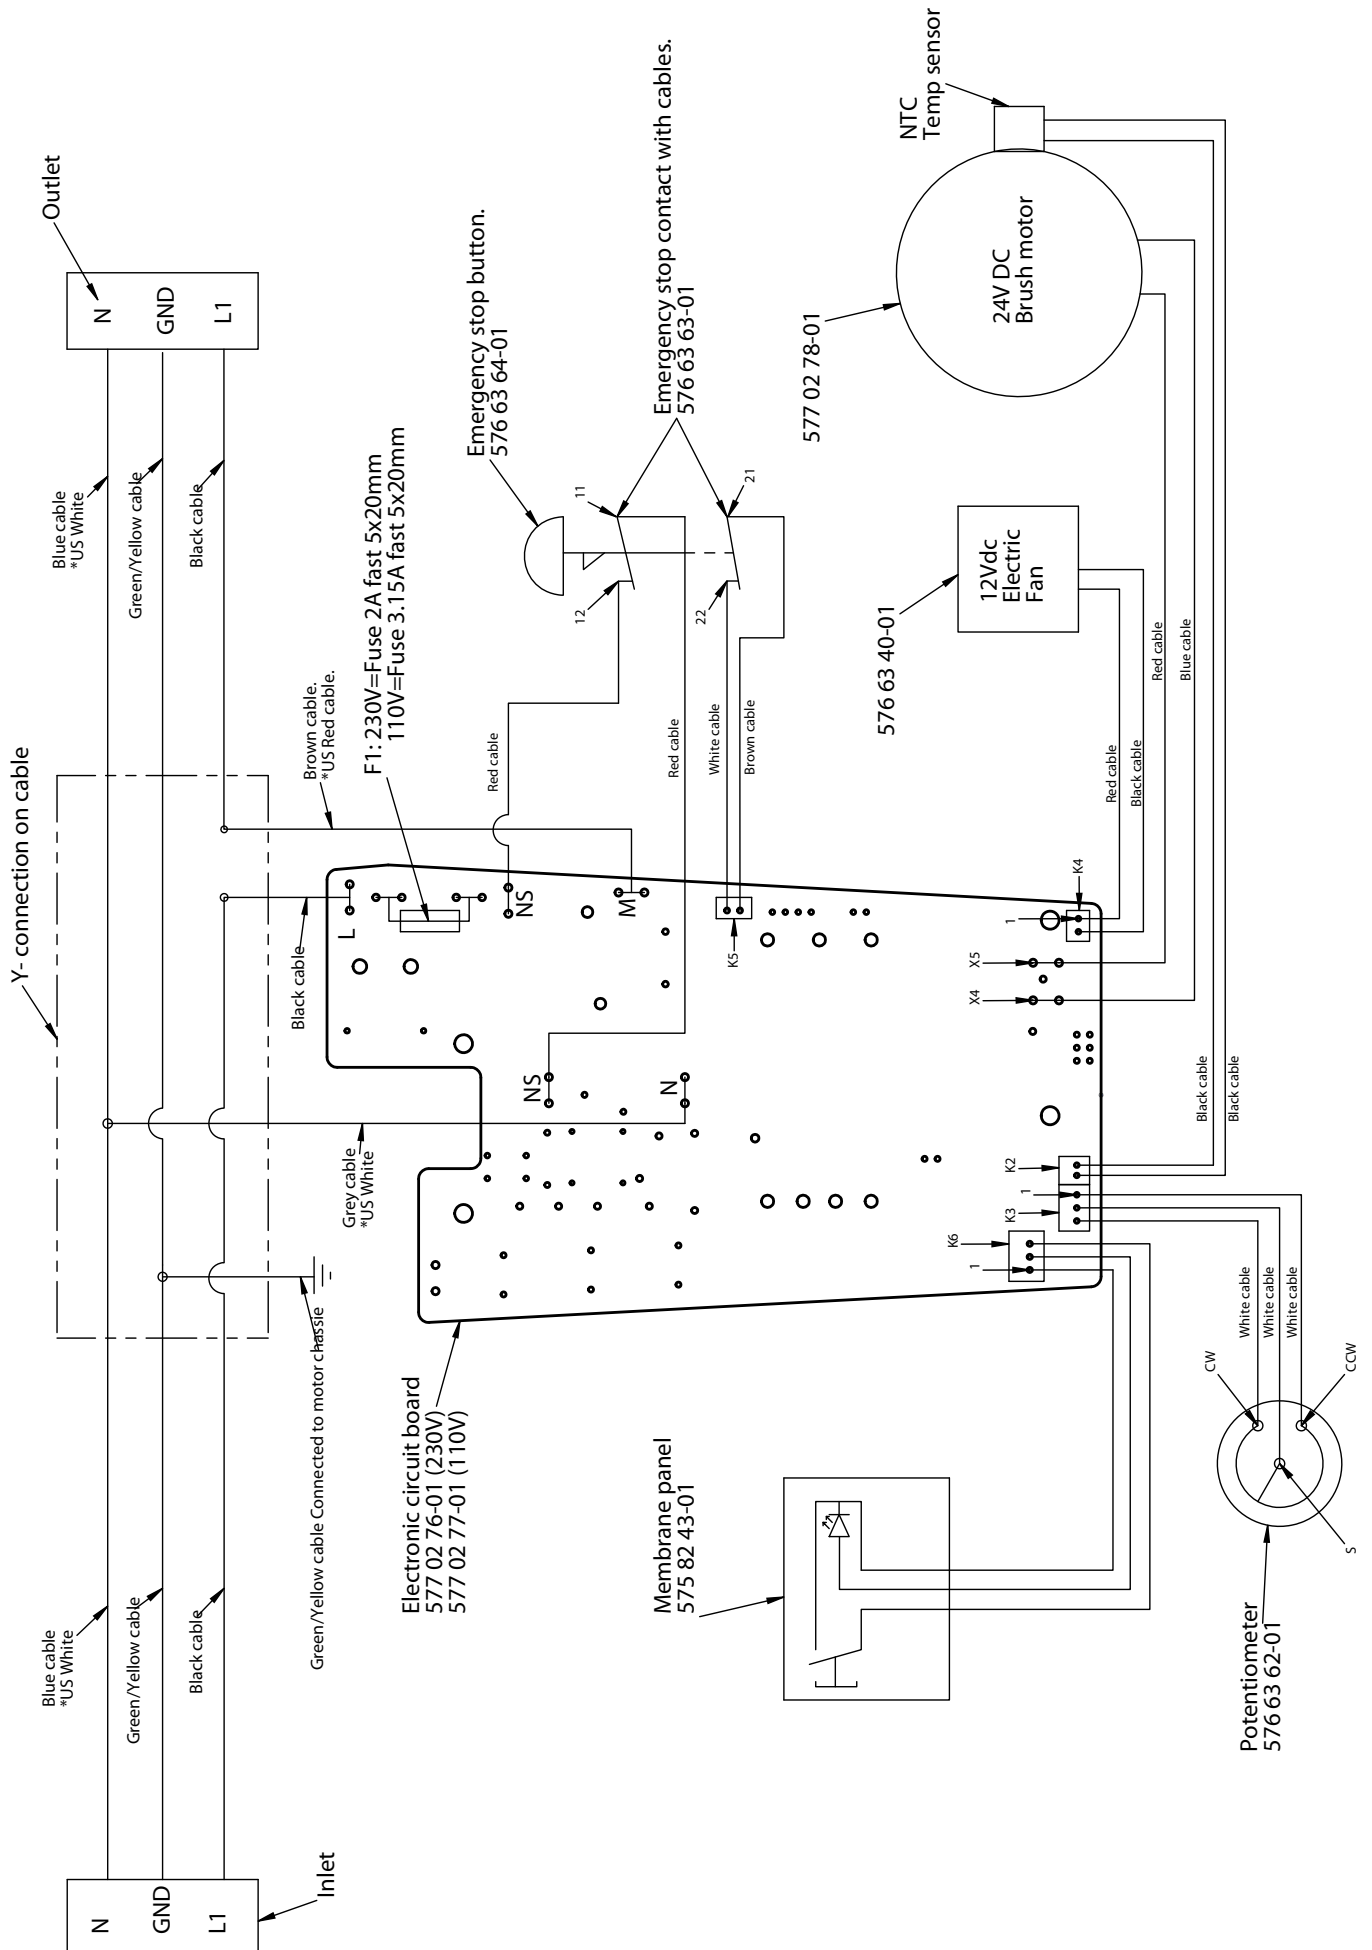 Y- connection on cable
Outlet
N
GND
L1
Blue cable
*US White
Green/Yellow cable
Black cable
Inlet
N
GND
L1
Blue cable
*US White
Green/Yellow cable
Black cable
Green/Yellow cable Connected to motor chassie
Grey cable
*US White
Black cable
Brown cable.
*US Red cable.
F1: 230V=Fuse 2A fast 5x20mm
110V=Fuse 3.15A fast 5x20mm
Emergency stop button.
576 63 64-01
Emergency stop contact with cables.
576 63 63-01
11
12
21
22
Red cable
Red cable
White cable
Brown cable
L
NS
M
NS
N
K5
Electronic circuit board
577 02 76-01 (230V)
577 02 77-01 (110V)
Membrane panel
575 82 43-01
K6
1
K3
1
K2
X4
X5
1
K4
576 63 40-01
12Vdc
Electric
Fan
Red cable
Black cable
577 02 78-01
24V DC
Brush motor
NTC
Temp sensor
Red cable
Blue cable
Black cable
Black cable
White cable
White cable
White cable
CW
CCW
S
Potentiometer
576 63 62-01